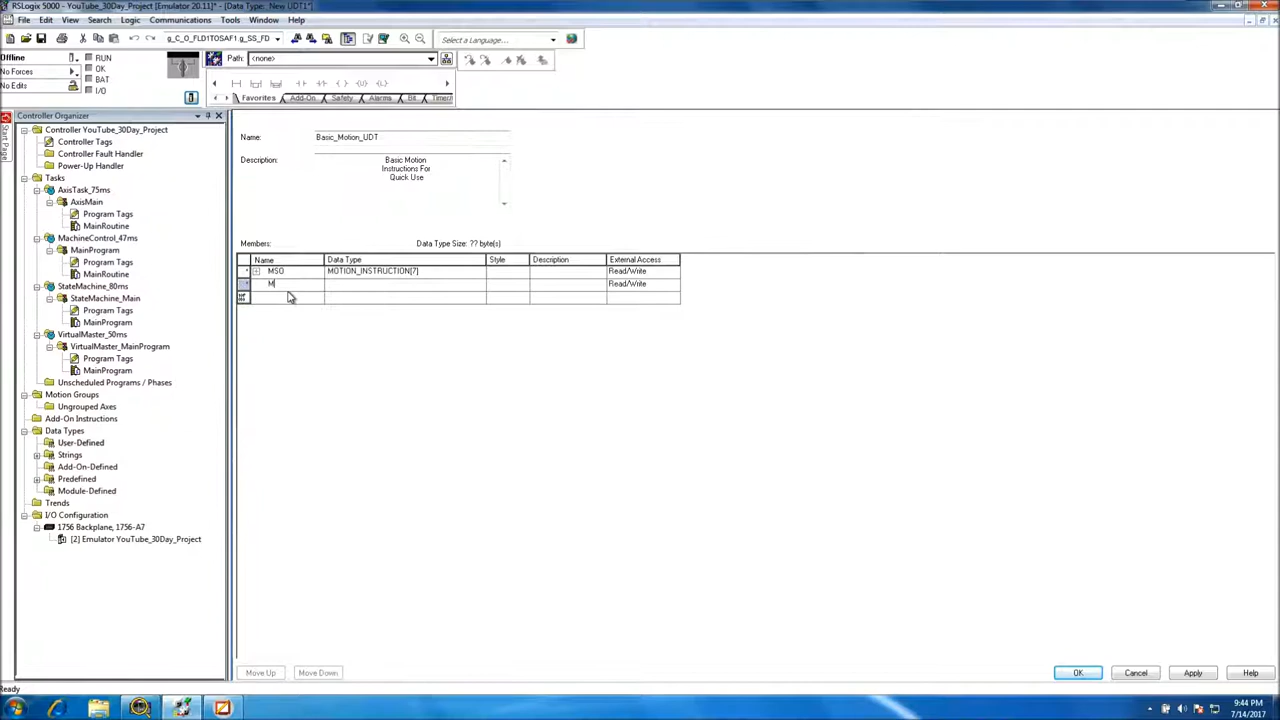 RSLogix 5000 - YouTube_30Day_Project [Emulator 20.11]* - [Data Type: New UDT1*]
File Edit View Search Logic Communications Tools Window Help
g_C_O_FLD1TOSAF1.g_SS_FD
Select a Language...
Offline
RUN
No Forces
OK
No Edits
BAT
I/O
Path: <none>
Favorites Add-On Safety Alarms Bit Timer
Start Page
Controller Organizer
Controller YouTube_30Day_Project
Controller Tags
Controller Fault Handler
Power-Up Handler
Tasks
AxisTask_75ms
AxisMain
Program Tags
MainRoutine
MachineControl_47ms
MainProgram
Program Tags
MainRoutine
StateMachine_80ms
StateMachine_Main
Program Tags
MainProgram
VirtualMaster_50ms
VirtualMaster_MainProgram
Program Tags
MainProgram
Unscheduled Programs / Phases
Motion Groups
Ungrouped Axes
Add-On Instructions
Data Types
User-Defined
Strings
Add-On-Defined
Predefined
Module-Defined
Trends
I/O Configuration
1756 Backplane, 1756-A7
[2] Emulator YouTube_30Day_Project
Name: Basic_Motion_UDT
Description: Basic Motion
Instructions For
Quick Use
Members: Data Type Size: ?? byte(s)
Name Data Type Style Description External Access
MSO MOTION_INSTRUCTION[7] Read/Write
M Read/Write
Move Up Move Down OK Cancel Apply Help
Ready
9:44 PM
7/14/2017